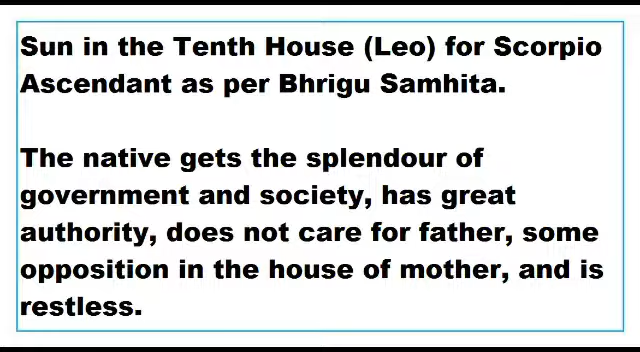 Sun in the Tenth House (Leo) for Scorpio
Ascendant as per Bhrigu Samhita.
The native gets the splendour of
government and society, has great
authority, does not care for father, some
opposition in the house of mother, and is
restless.